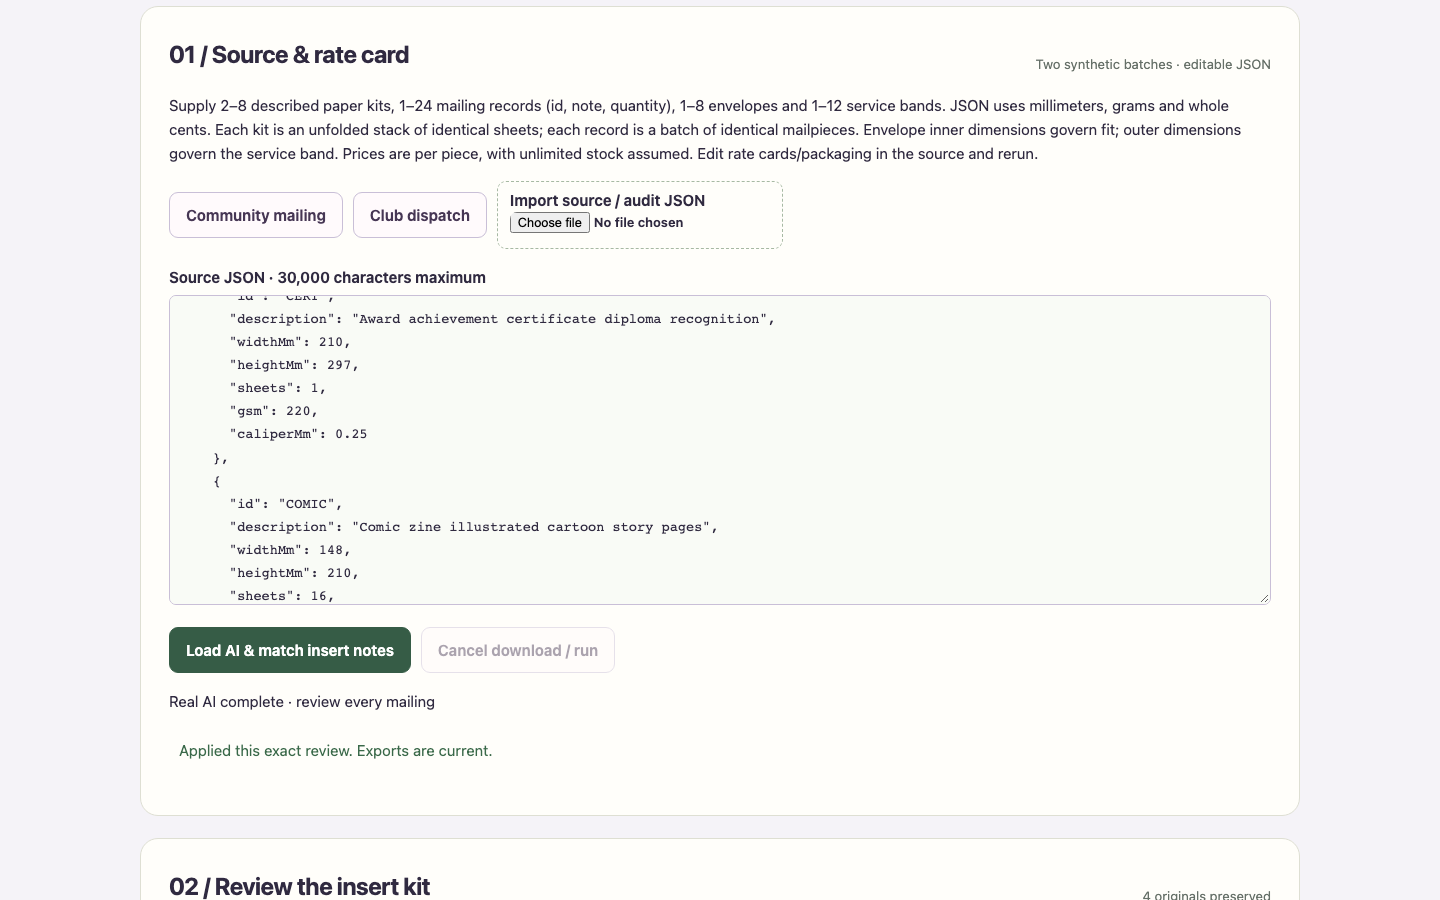 01 / Source & rate card
Two synthetic batches · editable JSON
Supply 2–8 described paper kits, 1–24 mailing records (id, note, quantity), 1–8 envelopes and 1–12 service bands. JSON uses millimeters, grams and whole
cents. Each kit is an unfolded stack of identical sheets; each record is a batch of identical mailpieces. Envelope inner dimensions govern fit; outer dimensions
govern the service band. Prices are per piece, with unlimited stock assumed. Edit rate cards/packaging in the source and rerun.
Community mailing
Club dispatch
Import source / audit JSON
Choose file No file chosen
Source JSON · 30,000 characters maximum
"id": "CERT",
"description": "Award achievement certificate diploma recognition",
"widthMm": 210,
"heightMm": 297,
"sheets": 1,
"gsm": 220,
"caliperMm": 0.25
},
{
"id": "COMIC",
"description": "Comic zine illustrated cartoon story pages",
"widthMm": 148,
"heightMm": 210,
"sheets": 16,
Load AI & match insert notes
Cancel download / run
Real AI complete · review every mailing
Applied this exact review. Exports are current.
02 / Review the insert kit
4 originals preserved